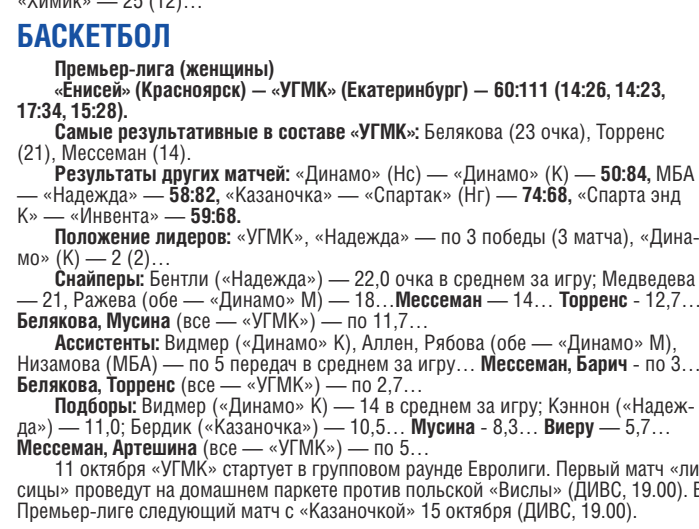 «Химик» — 25 (12)…
БАСКЕТБОЛ
Премьер-лига (женщины)
«Енисей» (Красноярск) — «УГМК» (Екатеринбург) — 60:111 (14:26, 14:23,
17:34, 15:28).
Самые результативные в составе «УГМК»: Белякова (23 очка), Торренс
(21), Мессеман (14).
Результаты других матчей: «Динамо» (Нс) — «Динамо» (К) — 50:84, МБА
— «Надежда» — 58:82, «Казаночка» — «Спартак» (Нг) — 74:68, «Спарта энд
К» — «Инвента» — 59:68.
Положение лидеров: «УГМК», «Надежда» — по 3 победы (3 матча), «Дина-
мо» (К) — 2 (2)…
Снайперы: Бентли («Надежда») — 22,0 очка в среднем за игру; Медведева
— 21, Ражева (обе — «Динамо» М) — 18…Мессеман — 14… Торренс - 12,7…
Белякова, Мусина (все — «УГМК») — по 11,7…
Ассистенты: Видмер («Динамо» К), Аллен, Рябова (обе — «Динамо» М),
Низамова (МБА) — по 5 передач в среднем за игру… Мессеман, Барич - по 3…
Белякова, Торренс (все — «УГМК») — по 2,7…
Подборы: Видмер («Динамо» К) — 14 в среднем за игру; Кэннон («Надеж-
да») — 11,0; Бердик («Казаночка») — 10,5… Мусина - 8,3… Виеру — 5,7…
Мессеман, Артешина (все — «УГМК») — по 5…
11 октября «УГМК» стартует в групповом раунде Евролиги. Первый матч «ли
сицы» проведут на домашнем паркете против польской «Вислы» (ДИВС, 19.00). В
Премьер-лиге следующий матч с «Казаночкой» 15 октября (ДИВС, 19.00).